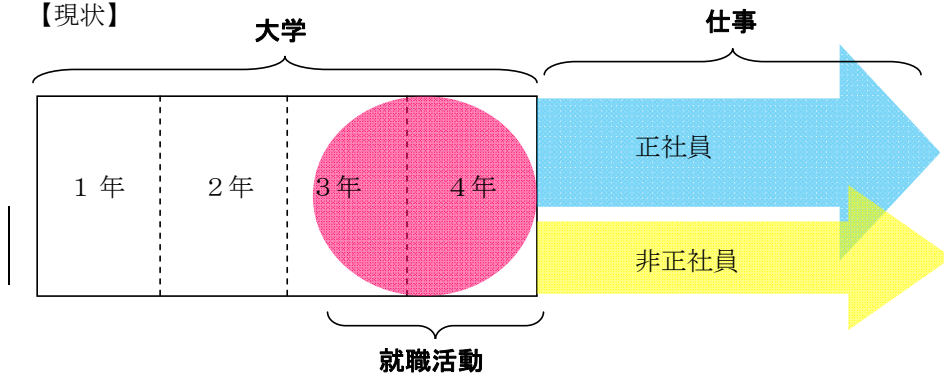 【現状】
大学
仕事
１年
２年
３年
４年
正社員
非正社員
就職活動